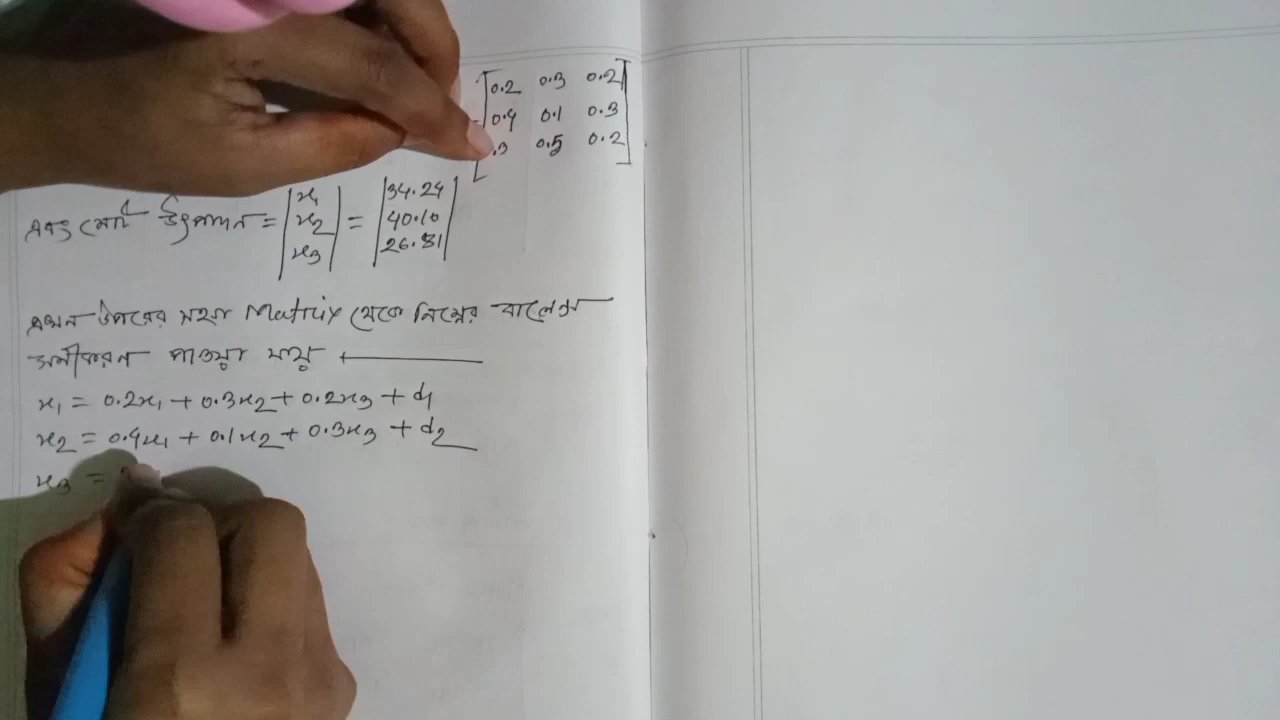 0.2 0.3 0.2
0.4 0.1 0.3
.3 0.5 0.2
এবং মোট উৎপাদন = |x₁ x₂ x₃| = |34.24 40.10 26.81|
এখন উপরের সহগ Matrix থেকে নিম্নের ব্যালেন্স
সমীকরণ পাওয়া যায়
x₁ = 0.2x₁ + 0.3x₂ + 0.2x₃ + d₁
x₂ = 0.4x₁ + 0.1x₂ + 0.3x₃ + d₂
x₃ =